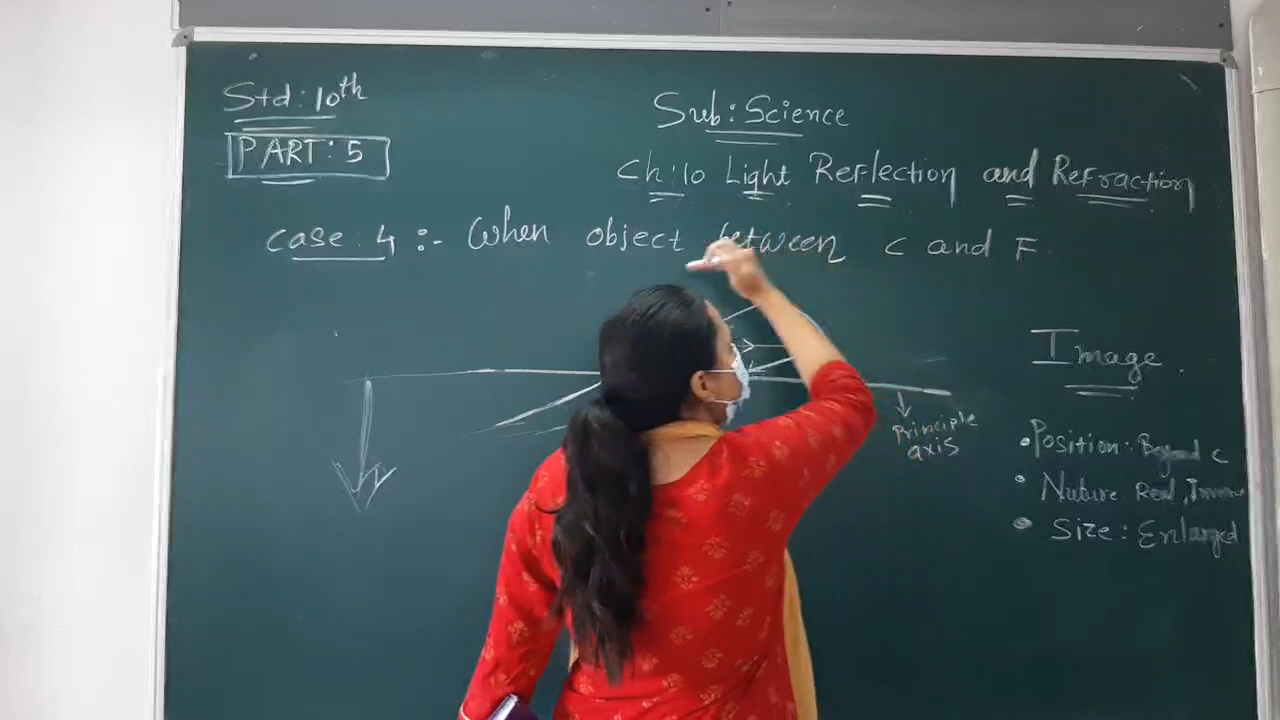 Std: 10th
PART: 5
Sub: Science
Ch: 10 Light Reflection and Refraction
case 4 :- When object between C and F.
Image
Principle
axis
• Position: Beyond C
• Nature Real,
• Size: Enlarged